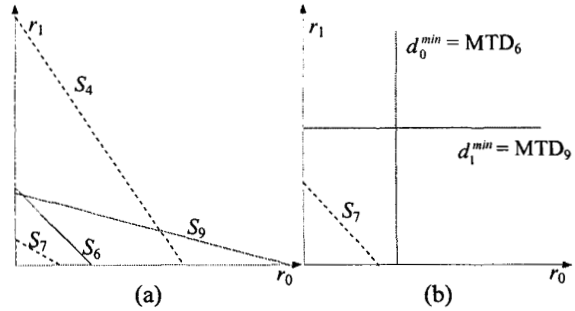 r₁
S₄
S₇
S₆
S₉
r₀
(a)
r₁
d₀ᵐⁱⁿ = MTD₆
d₁ᵐⁱⁿ = MTD₉
S₇
r₀
(b)